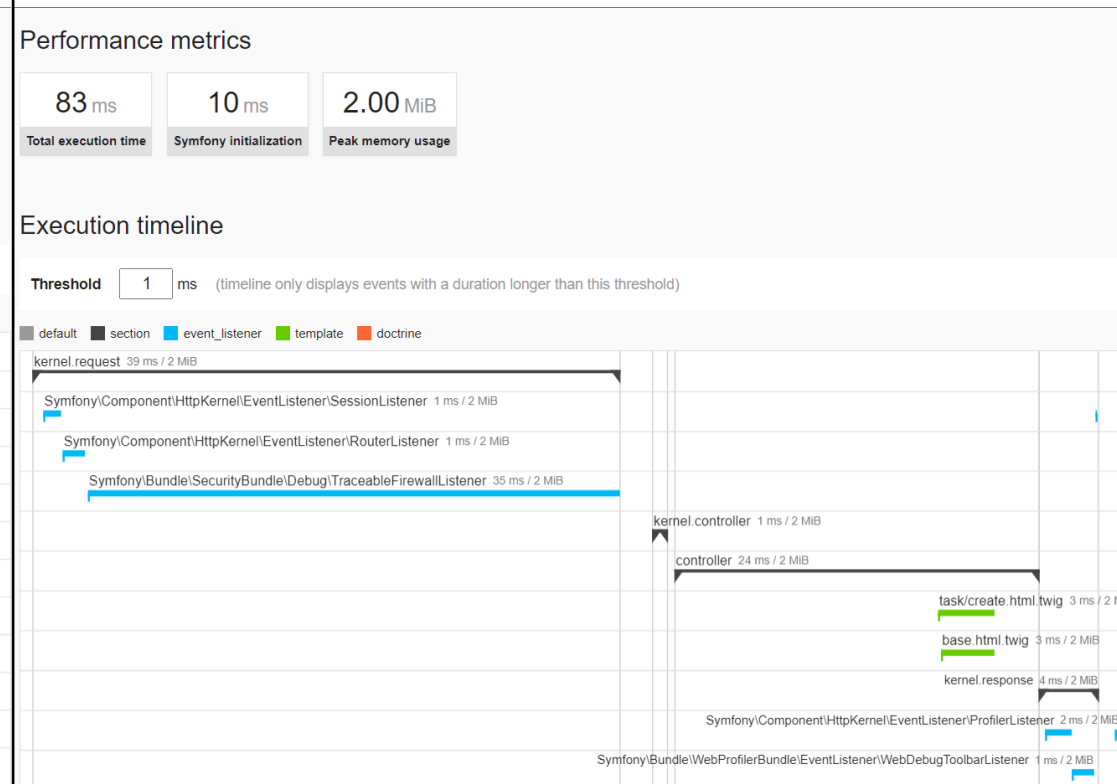 Performance metrics
83 ms 10 ms 2.00 MiB
Total execution time Symfony initialization Peak memory usage
Execution timeline
Threshold 1 ms (timeline only displays events with a duration longer than this threshold)
default section event_listener template doctrine
kernel.request 39 ms / 2 MiB
Symfony\Component\HttpKernel\EventListener\SessionListener 1 ms / 2 MiB
Symfony\Component\HttpKernel\EventListener\RouterListener 1 ms / 2 MiB
Symfony\Bundle\SecurityBundle\Debug\TraceableFirewallListener 35 ms / 2 MiB
kernel.controller 1 ms / 2 MiB
controller 24 ms / 2 MiB
task/create.html.twig 3 ms / 2
base.html.twig 3 ms / 2 MiB
kernel.response 4 ms / 2 MiB
Symfony\Component\HttpKernel\EventListener\ProfilerListener 2 ms / 2 MiB
Symfony\Bundle\WebProfilerBundle\EventListener\WebDebugToolbarListener 1 ms / 2 MiB